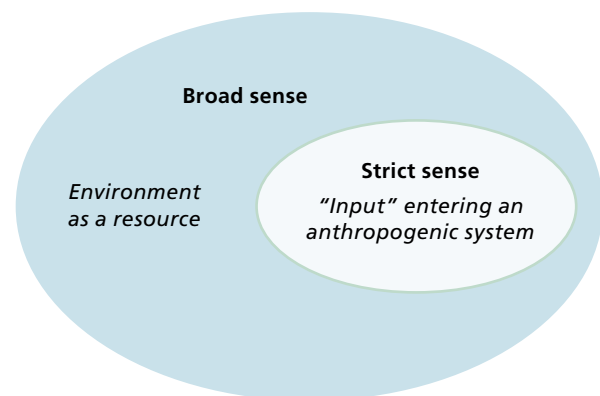 Broad sense
Environment
as a resource
Strict sense
“Input” entering an
anthropogenic system